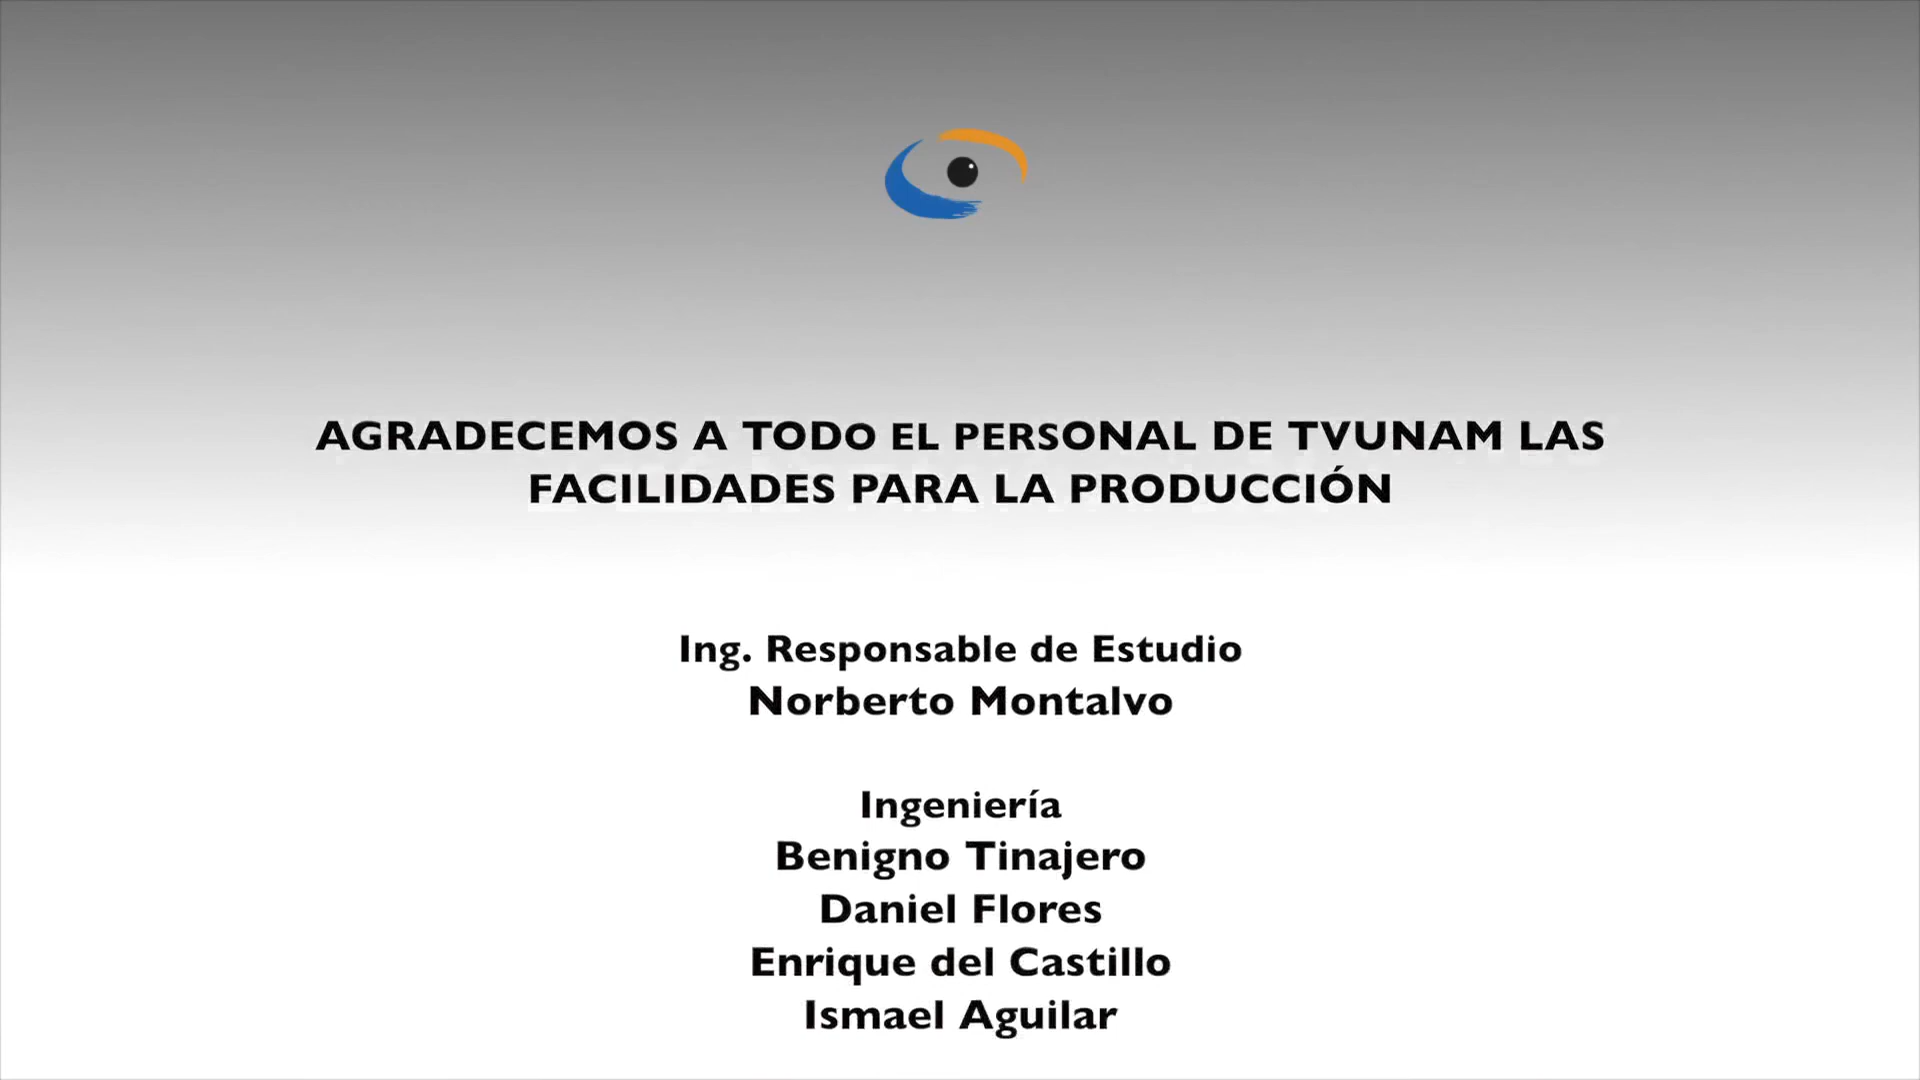 AGRADECEMOS A TODO EL PERSONAL DE TVUNAM LAS
FACILIDADES PARA LA PRODUCCIÓN
Ing. Responsable de Estudio
Norberto Montalvo
Ingeniería
Benigno Tinajero
Daniel Flores
Enrique del Castillo
Ismael Aguilar